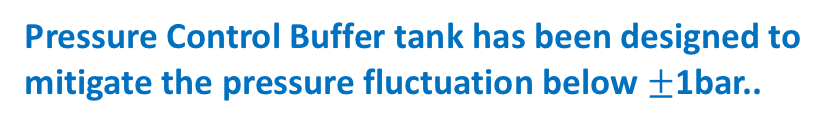 Pressure Control Buffer tank has been designed to
mitigate the pressure fluctuation below ±1bar..